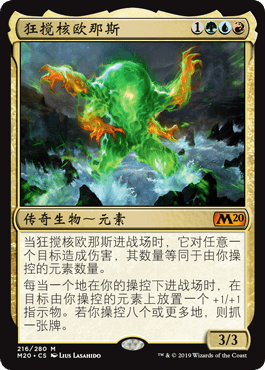 狂搅核欧那斯 1
传奇生物～元素 M20
当狂搅核欧那斯进战场时，它对任意一
个目标造成伤害，其数量等同于由你操
控的元素数量。
每当一个地在你的操控下进战场时，在
目标由你操控的元素上放置一个 +1/+1
指示物。若你操控八个或更多地，则抓
一张牌。
3/3
216/280 M
M20 • CS LIUS LASAHIDO
™ & © 2019 Wizards of the Coast